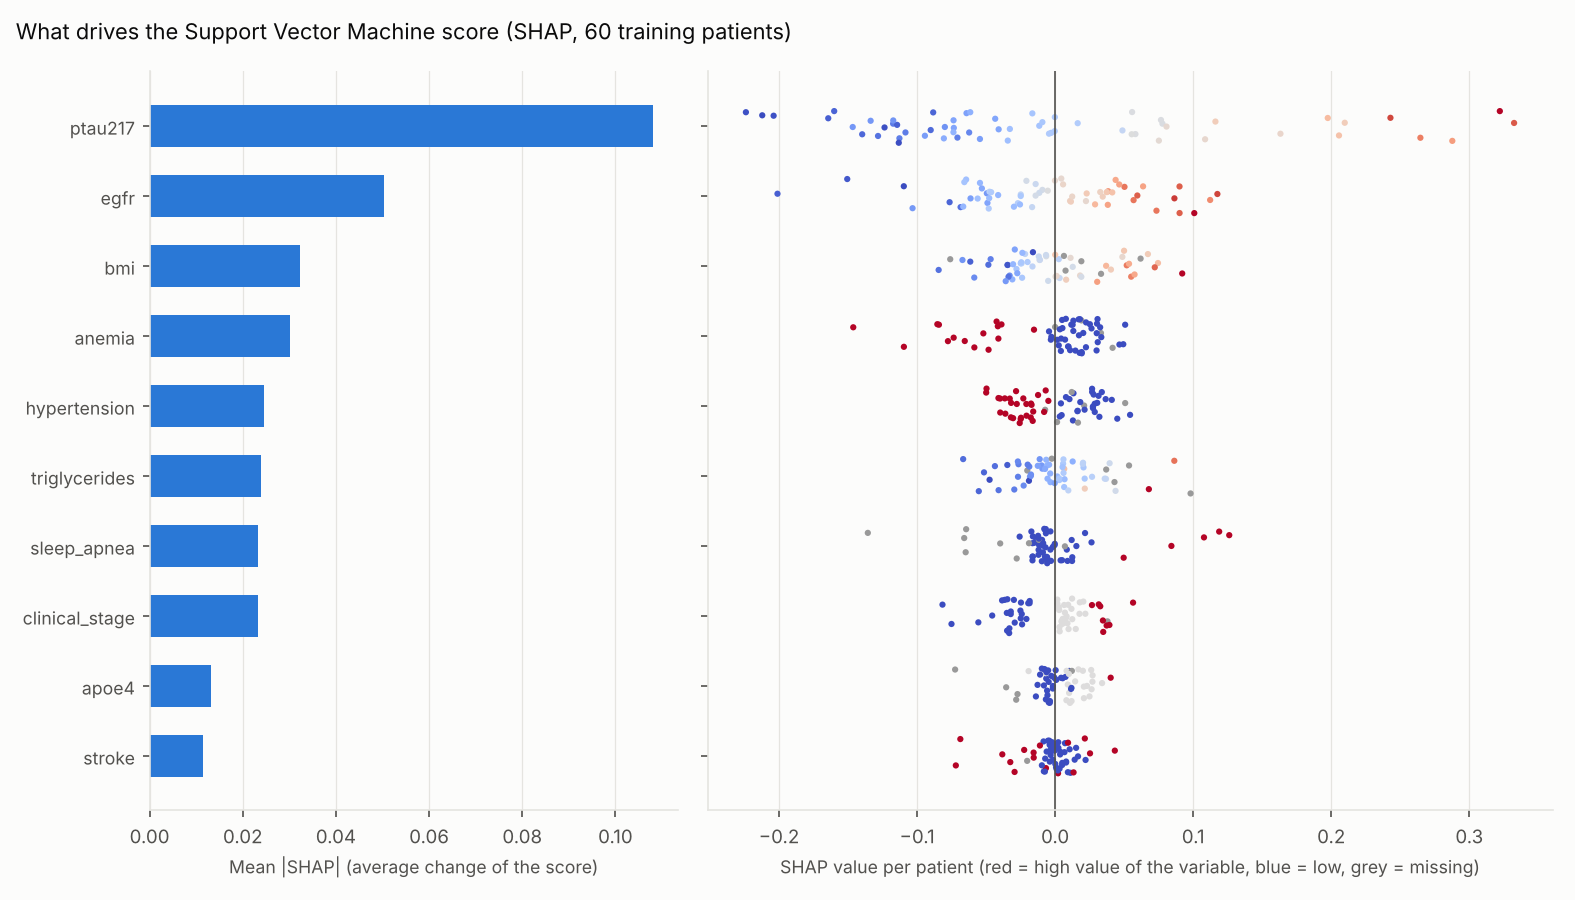 What drives the Support Vector Machine score (SHAP, 60 training patients)
ptau217
egfr
bmi
anemia
hypertension
triglycerides
sleep_apnea
clinical_stage
apoe4
stroke
0.00 0.02 0.04 0.06 0.08 0.10
Mean |SHAP| (average change of the score)
−0.2 −0.1 0.0 0.1 0.2 0.3
SHAP value per patient (red = high value of the variable, blue = low, grey = missing)